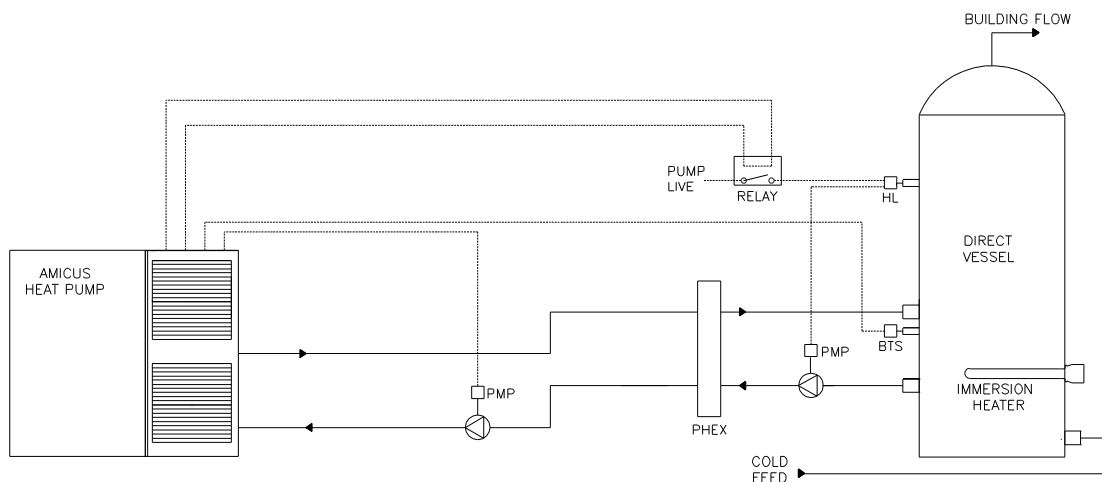 BUILDING FLOW
PUMP
LIVE
RELAY
HL
AMICUS
HEAT PUMP
DIRECT
VESSEL
BTS
PMP
PMP
PHEX
IMMERSION
HEATER
COLD
FEED